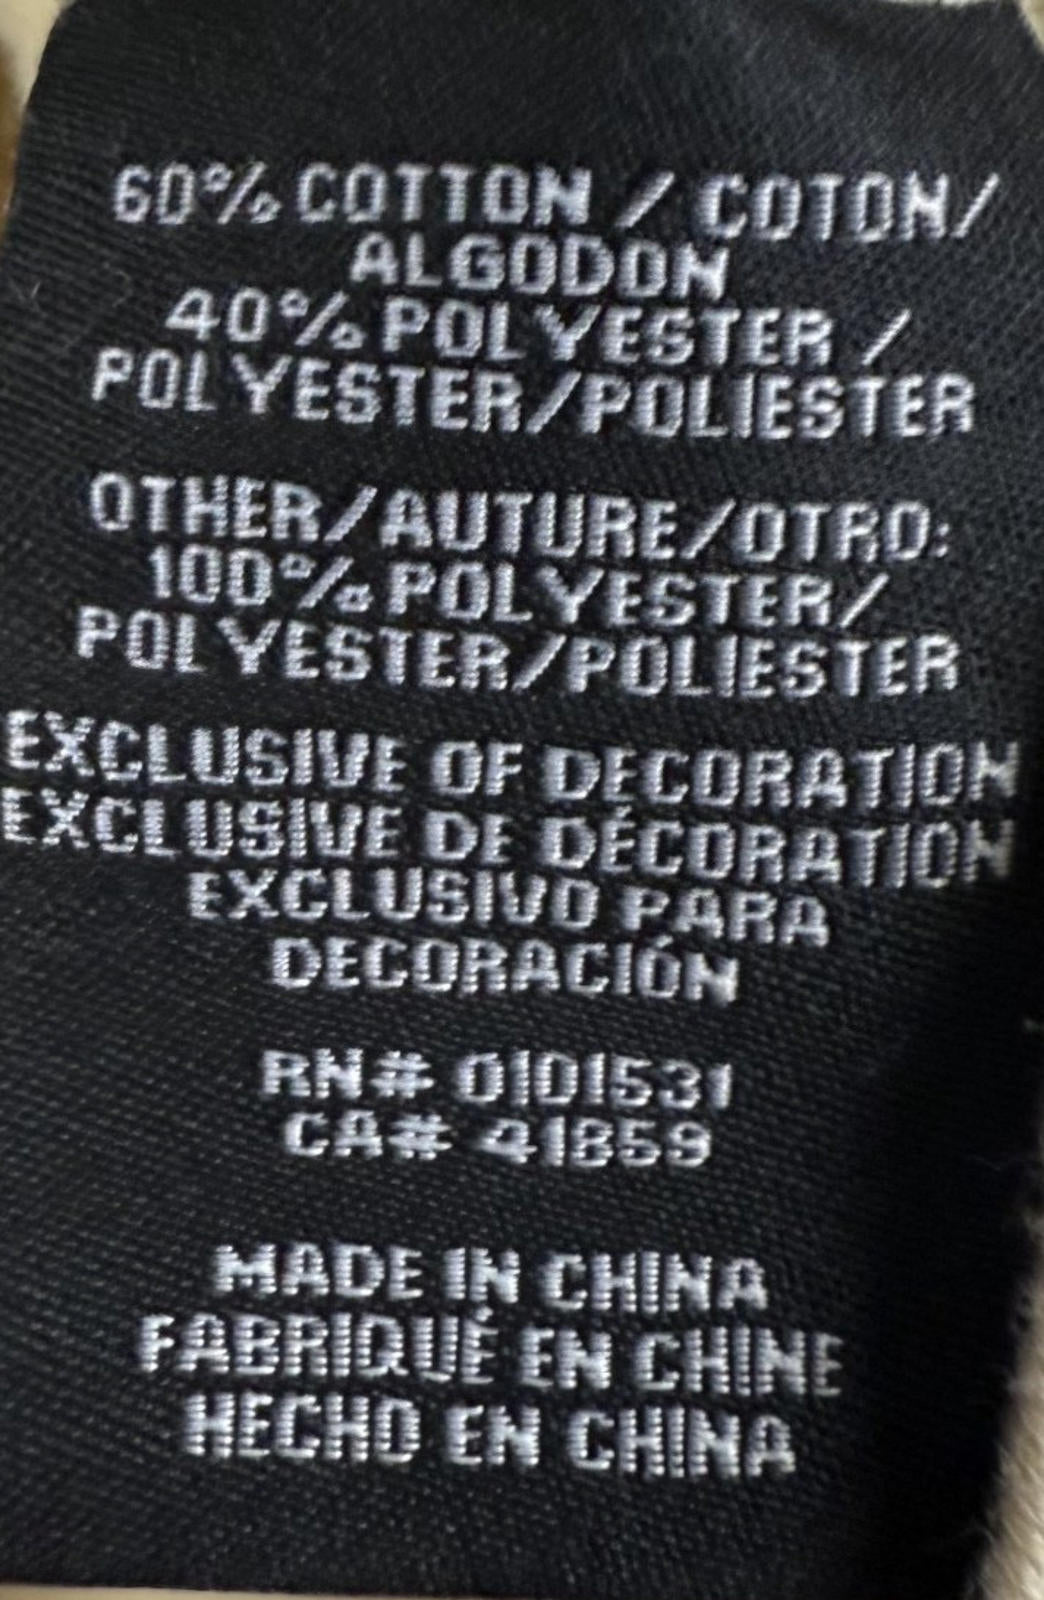 60% COTTON / COTON/
ALGODON
40% POLYESTER /
POLYESTER/POLIESTER
OTHER/AUTURE/OTRO:
100% POLYESTER/
POLYESTER/POLIESTER
EXCLUSIVE OF DECORATION
EXCLUSIVE DE DÉCORATION
EXCLUSIVO PARA
DECORACIÓN
RN# 0101531
CA# 41859
MADE IN CHINA
FABRIQUÉ EN CHINE
HECHO EN CHINA